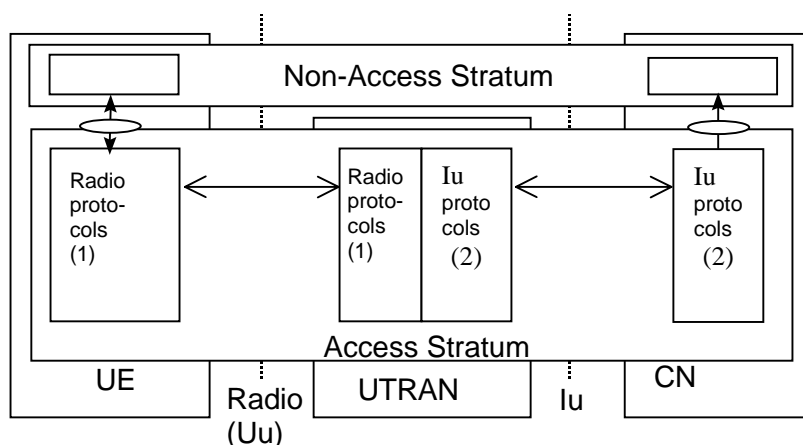 Non-Access Stratum
Radio
proto-
cols
(1)
Radio
proto-
cols
(1)
Iu
proto
cols
(2)
Iu
proto
cols
(2)
Access Stratum
UE
Radio
(Uu)
UTRAN
Iu
CN